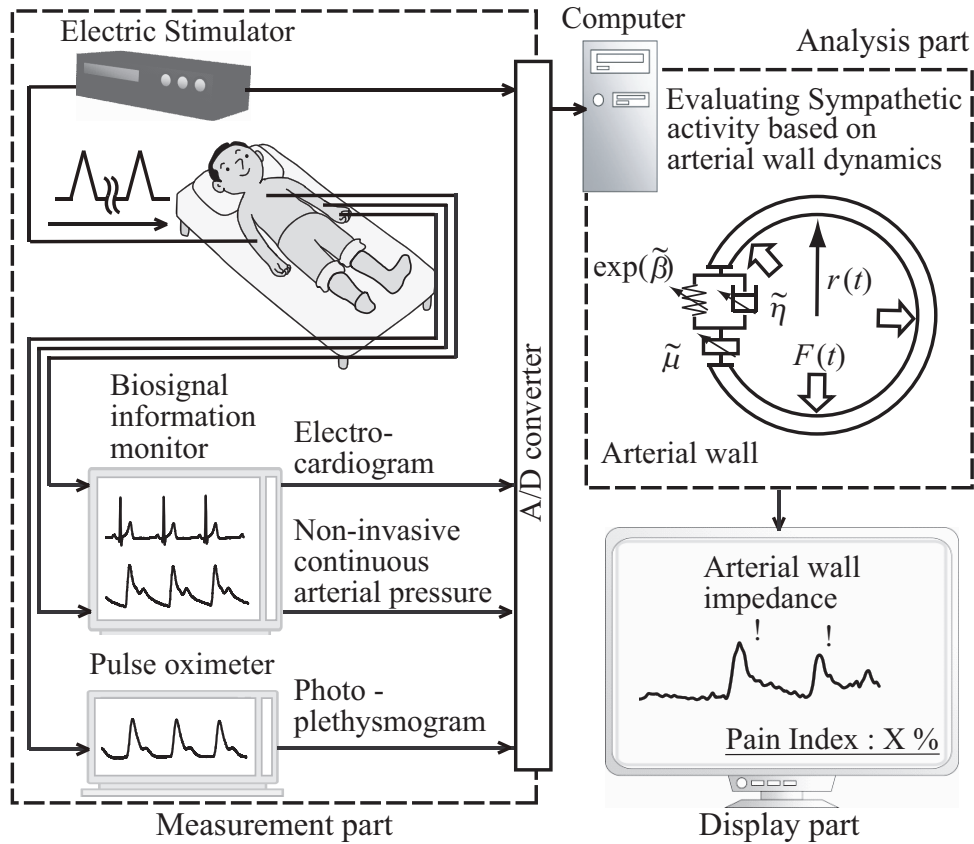 Electric Stimulator
Computer
Analysis part
Evaluating Sympathetic
activity based on
arterial wall dynamics
exp(β̃)
η̃
μ̃
r(t)
F(t)
Arterial wall
A/D converter
Biosignal
information
monitor
Electro-
cardiogram
Non-invasive
continuous
arterial pressure
Pulse oximeter
Photo -
plethysmogram
Measurement part
Arterial wall
impedance
! !
Pain Index : X %
Display part